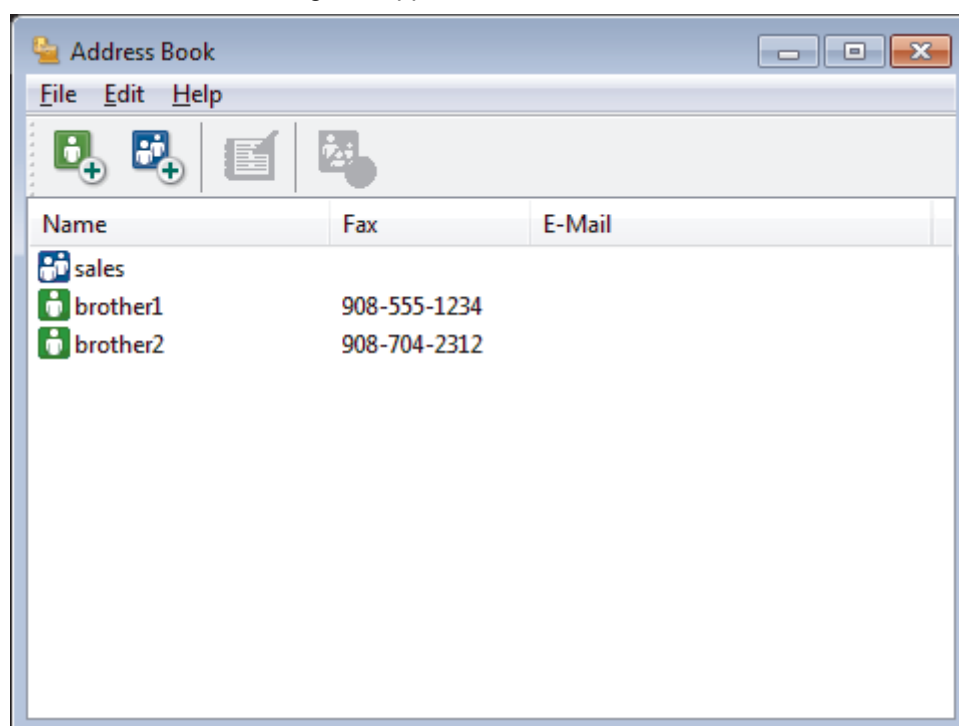 Address Book
File Edit Help
Name Fax E-Mail
sales
brother1 908-555-1234
brother2 908-704-2312